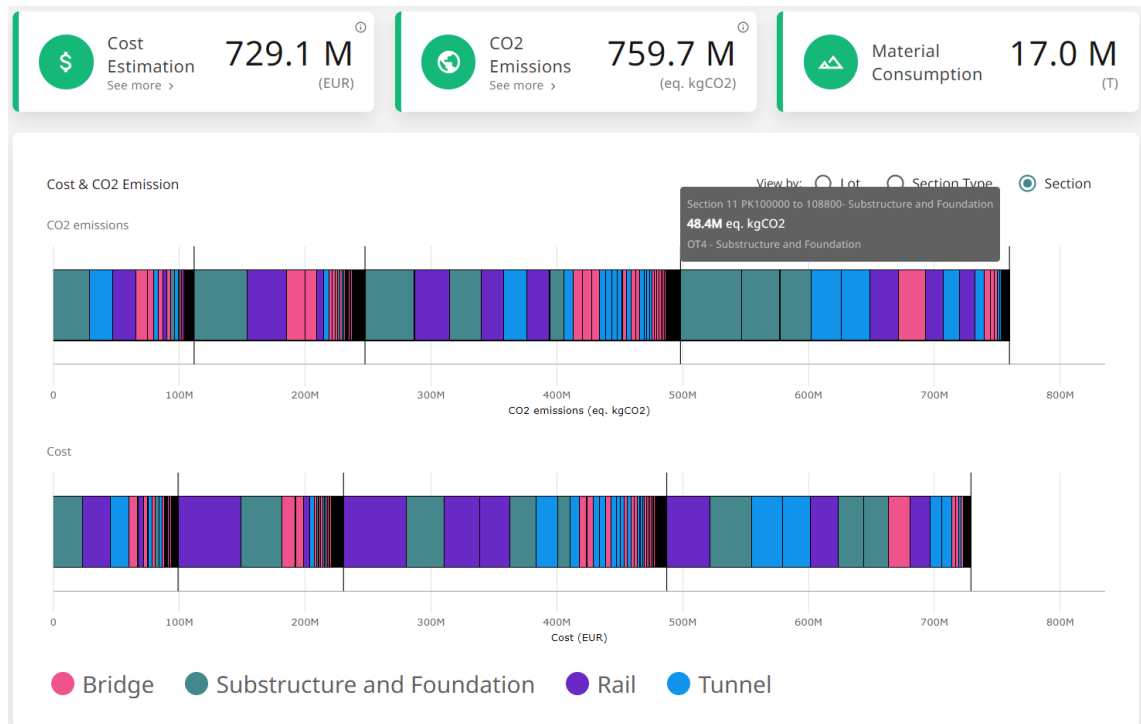 Cost
Estimation
See more ›
729.1 M
(EUR)
CO2
Emissions
See more ›
759.7 M
(eq. kgCO2)
Material
Consumption
17.0 M
(T)
Cost & CO2 Emission
View by:
Lot
Section Type
Section
Section 11 PK100000 to 108800- Substructure and Foundation
48.4M eq. kgCO2
OT4 - Substructure and Foundation
CO2 emissions
0 100M 200M 300M 400M 500M 600M 700M 800M
CO2 emissions (eq. kgCO2)
Cost
0 100M 200M 300M 400M 500M 600M 700M 800M
Cost (EUR)
Bridge Substructure and Foundation Rail Tunnel